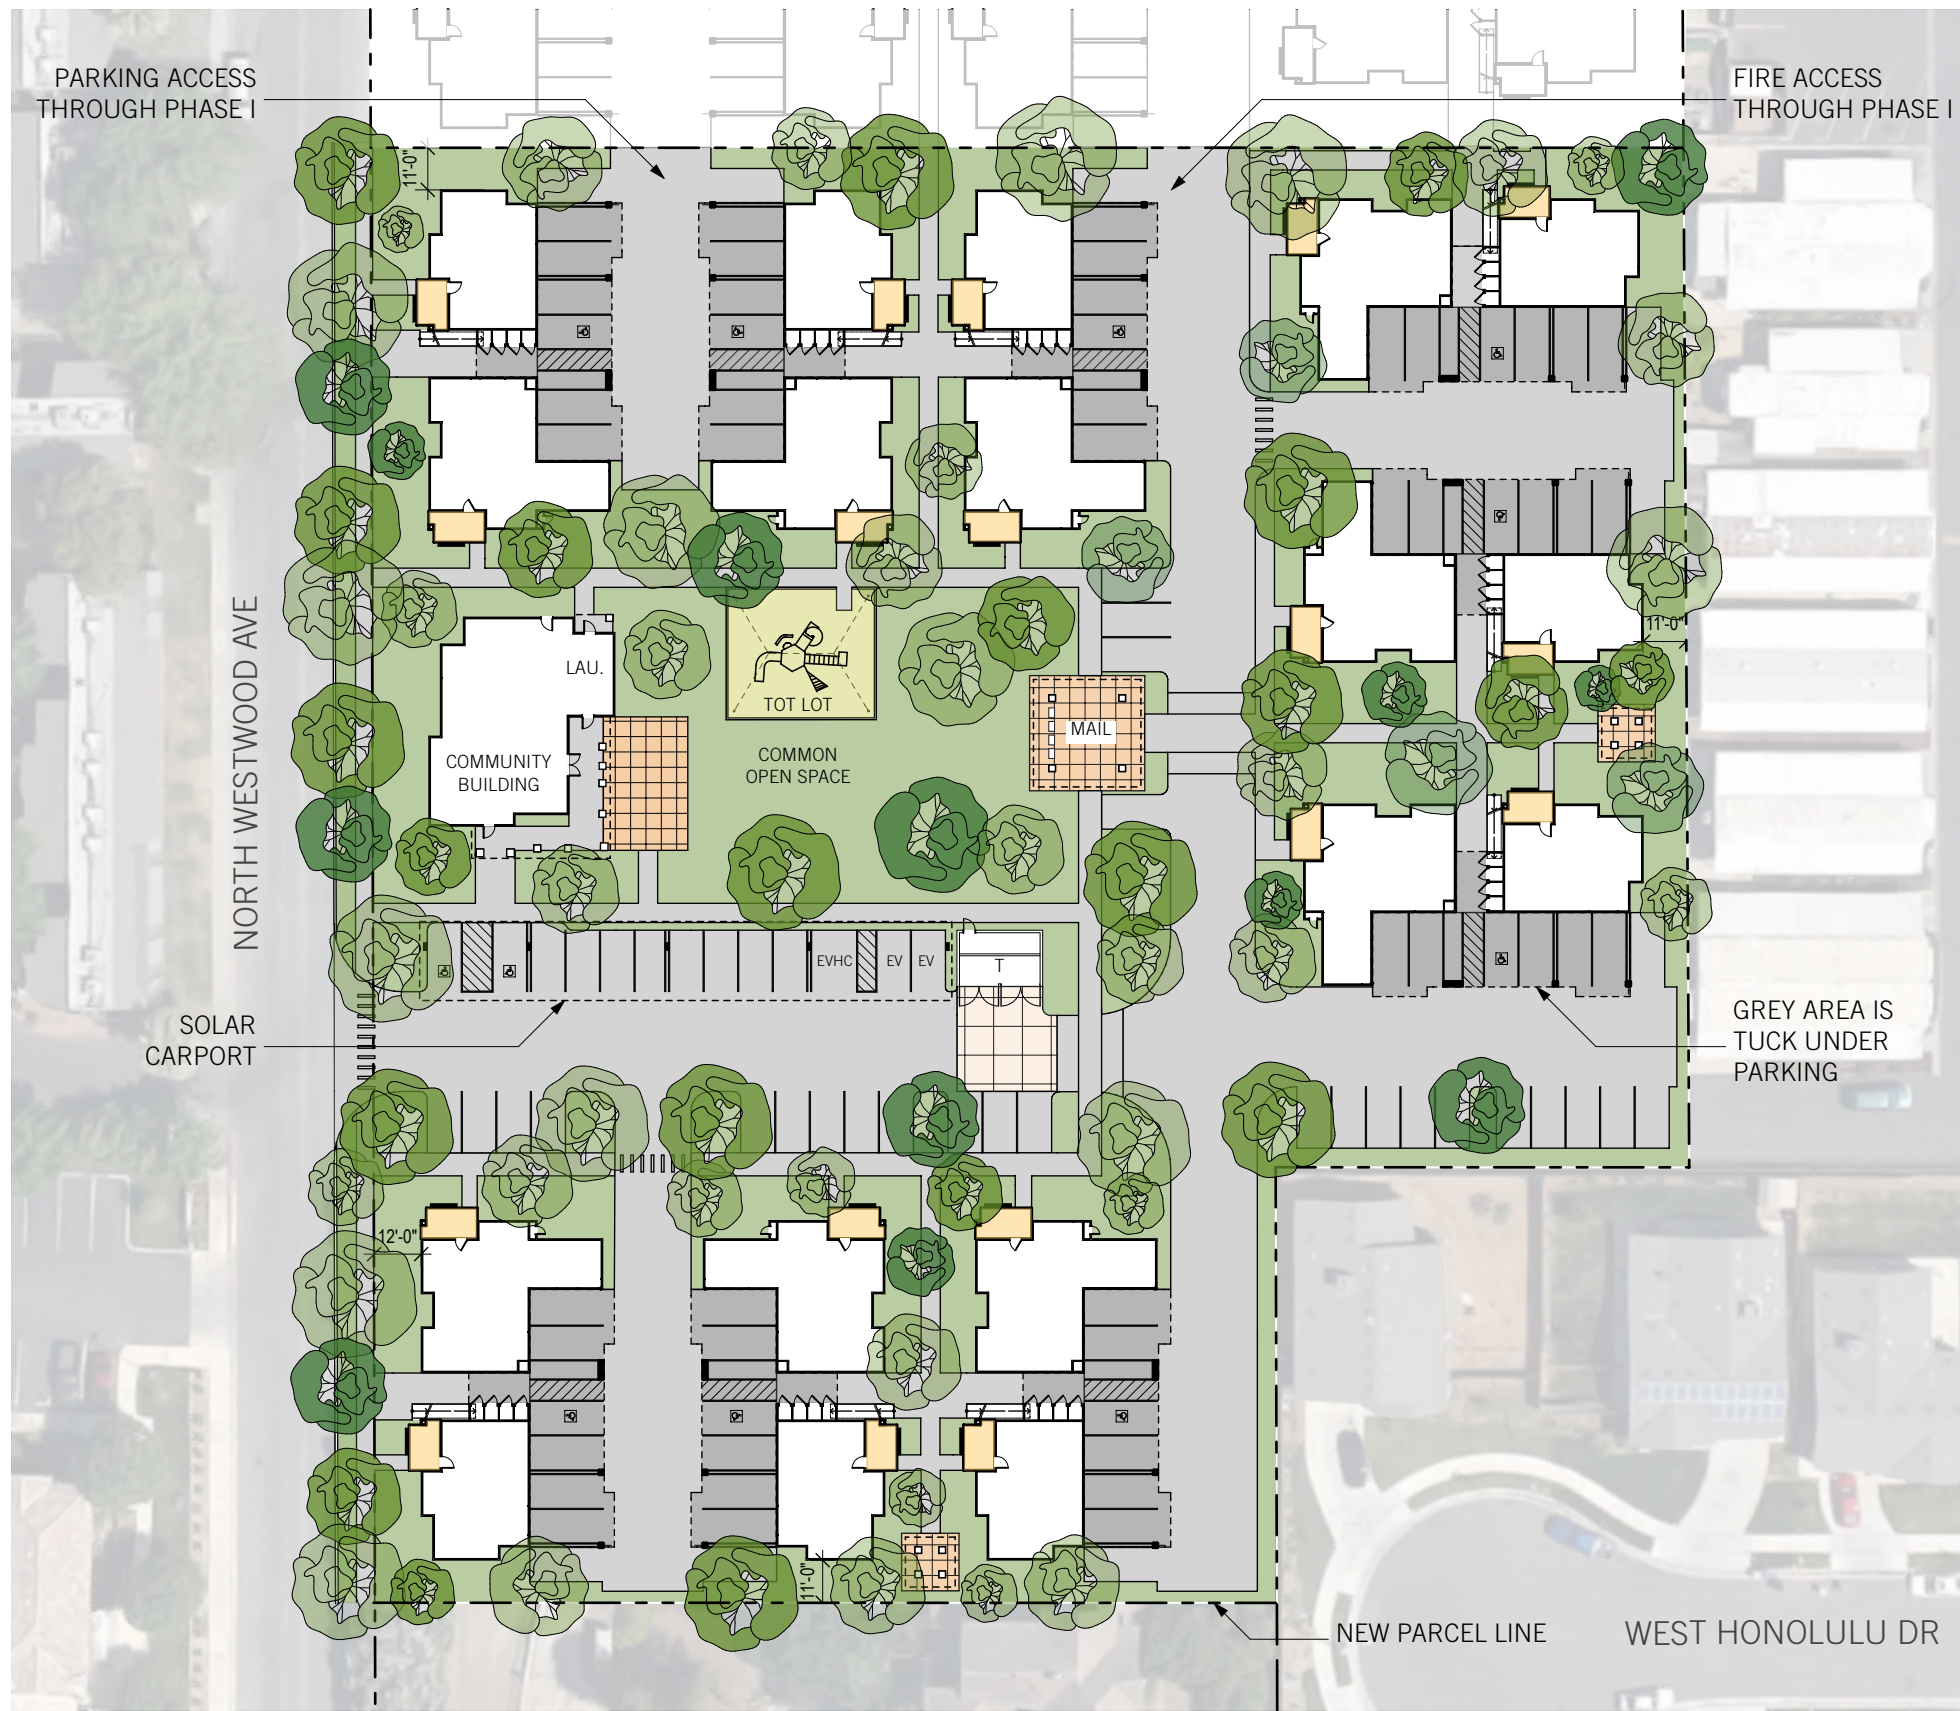 PARKING ACCESS
THROUGH PHASE I
FIRE ACCESS
THROUGH PHASE I
11'-0"
NORTH WESTWOOD AVE
LAU.
TOT LOT
11'-0"
MAIL
COMMUNITY
BUILDING
COMMON
OPEN SPACE
EVHC
EV
EV
T
SOLAR
CARPORT
GREY AREA IS
TUCK UNDER
PARKING
12'-0"
11'-0"
NEW PARCEL LINE
WEST HONOLULU DR